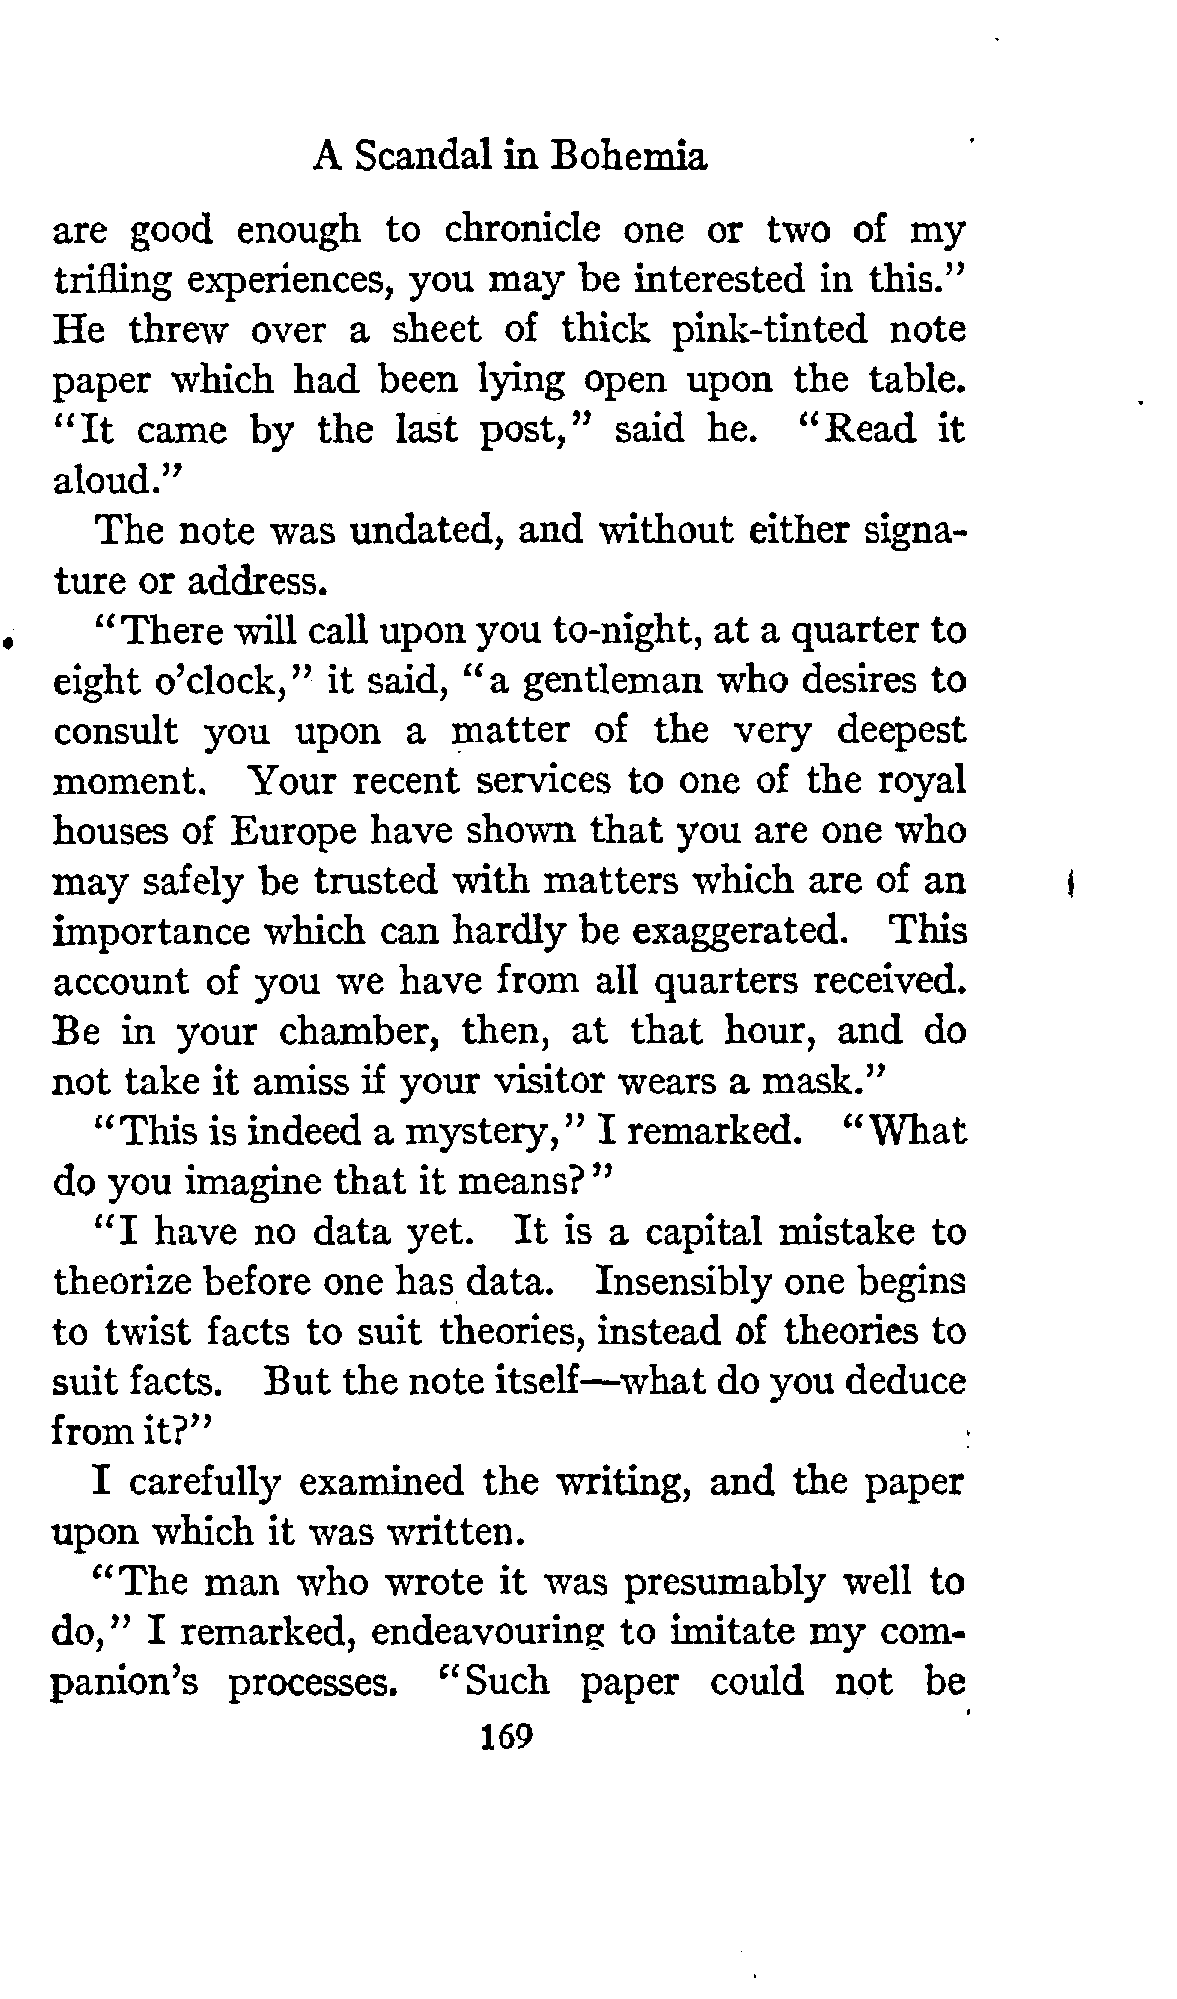 A Scandal in Bohemia
are good enough to chronicle one or two of my
trifling experiences, you may be interested in this."
He threw over a sheet of thick pink-tinted note
paper which had been lying open upon the table.
"It came by the last post," said he. "Read it
aloud."
The note was undated, and without either signa-
ture or address.
"There will call upon you to-night, at a quarter to
eight o'clock," it said, "a gentleman who desires to
consult you upon a matter of the very deepest
moment. Your recent services to one of the royal
houses of Europe have shown that you are one who
may safely be trusted with matters which are of an
importance which can hardly be exaggerated. This
account of you we have from all quarters received.
Be in your chamber, then, at that hour, and do
not take it amiss if your visitor wears a mask."
"This is indeed a mystery," I remarked. "What
do you imagine that it means?"
"I have no data yet. It is a capital mistake to
theorize before one has data. Insensibly one begins
to twist facts to suit theories, instead of theories to
suit facts. But the note itself—what do you deduce
from it?"
I carefully examined the writing, and the paper
upon which it was written.
"The man who wrote it was presumably well to
do," I remarked, endeavouring to imitate my com-
panion's processes. "Such paper could not be
169